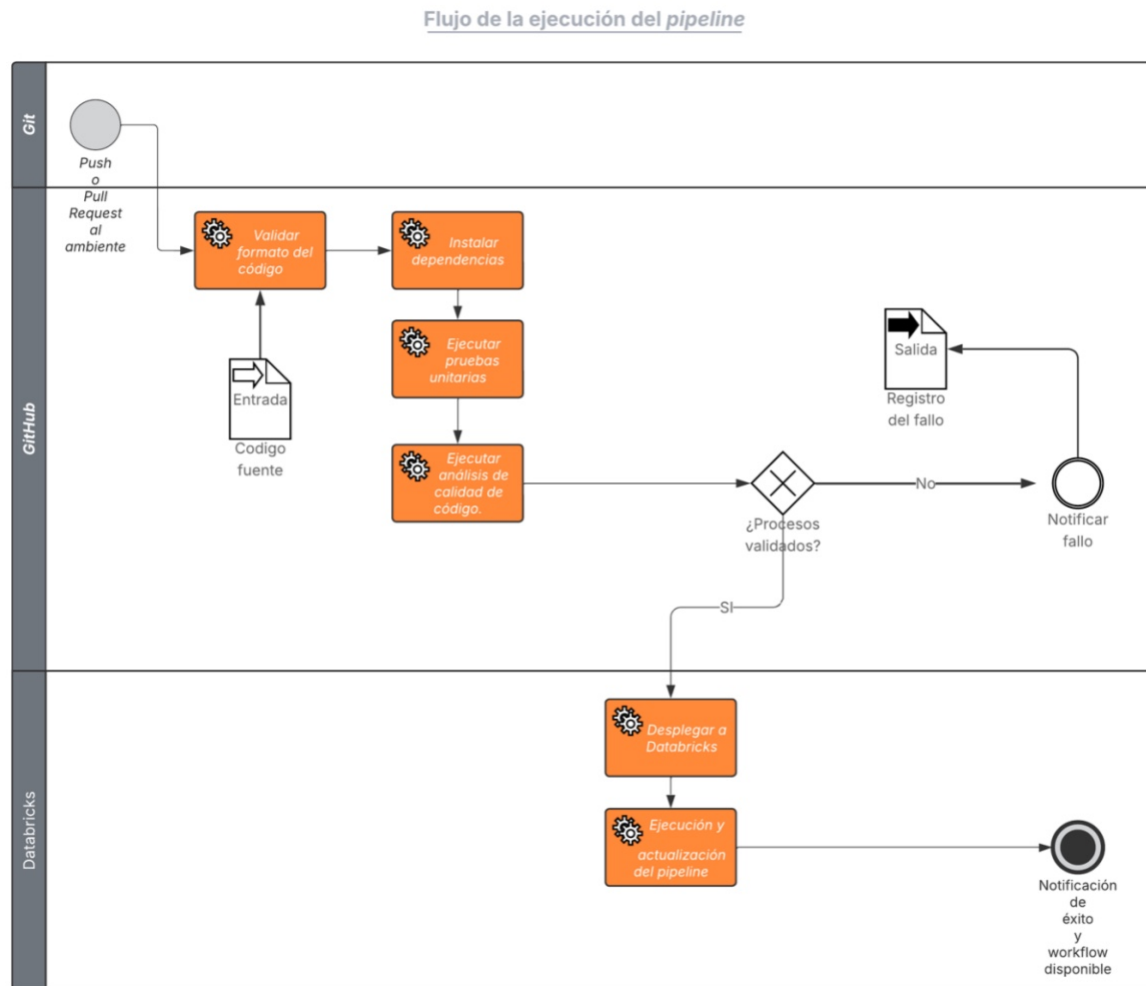 Flujo de la ejecución del pipeline
Git
Push
o
Pull
Request
al
ambiente
GitHub
Validar
formato del
código
Instalar
dependencias
Ejecutar
pruebas
unitarias
Entrada
Codigo
fuente
Ejecutar
análisis de
calidad de
código.
¿Procesos
validados?
No
Salida
Registro
del fallo
Notificar
fallo
SI
Databricks
Desplegar a
Databricks
Ejecución y
actualización
del pipeline
Notificación
de
éxito
y
workflow
disponible